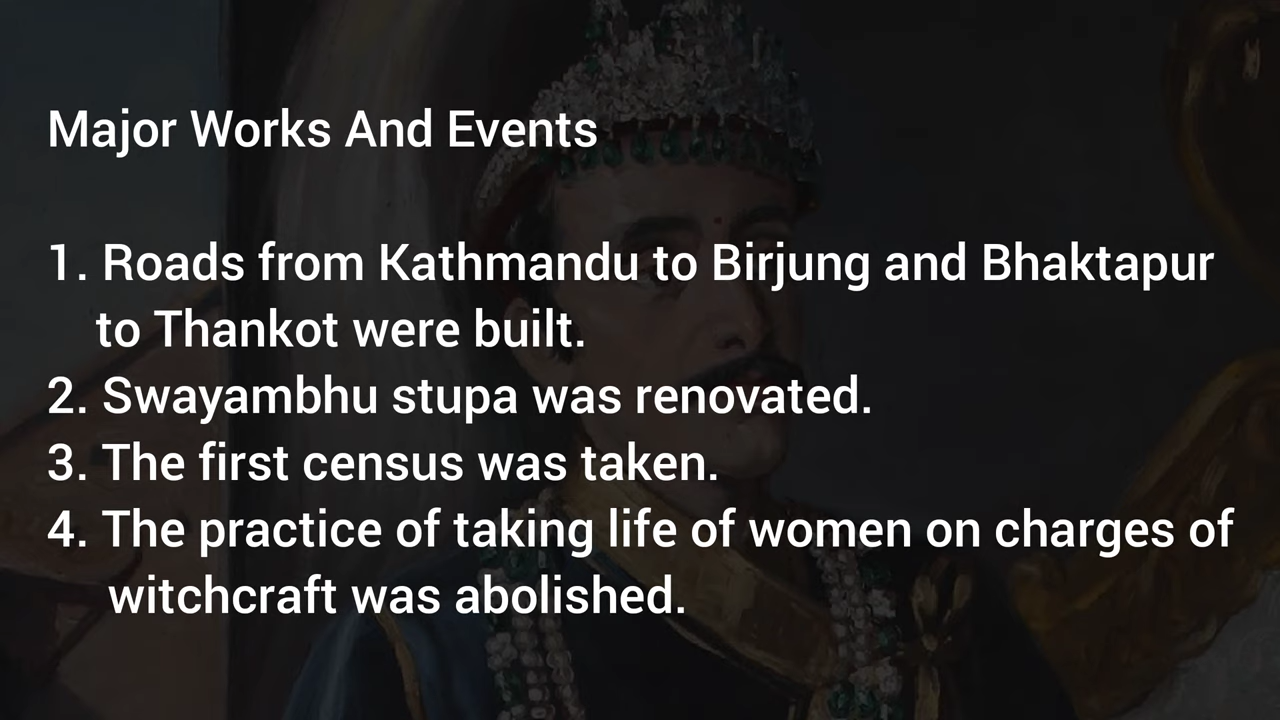 Major Works And Events
1. Roads from Kathmandu to Birjung and Bhaktapur
to Thankot were built.
2. Swayambhu stupa was renovated.
3. The first census was taken.
4. The practice of taking life of women on charges of
witchcraft was abolished.